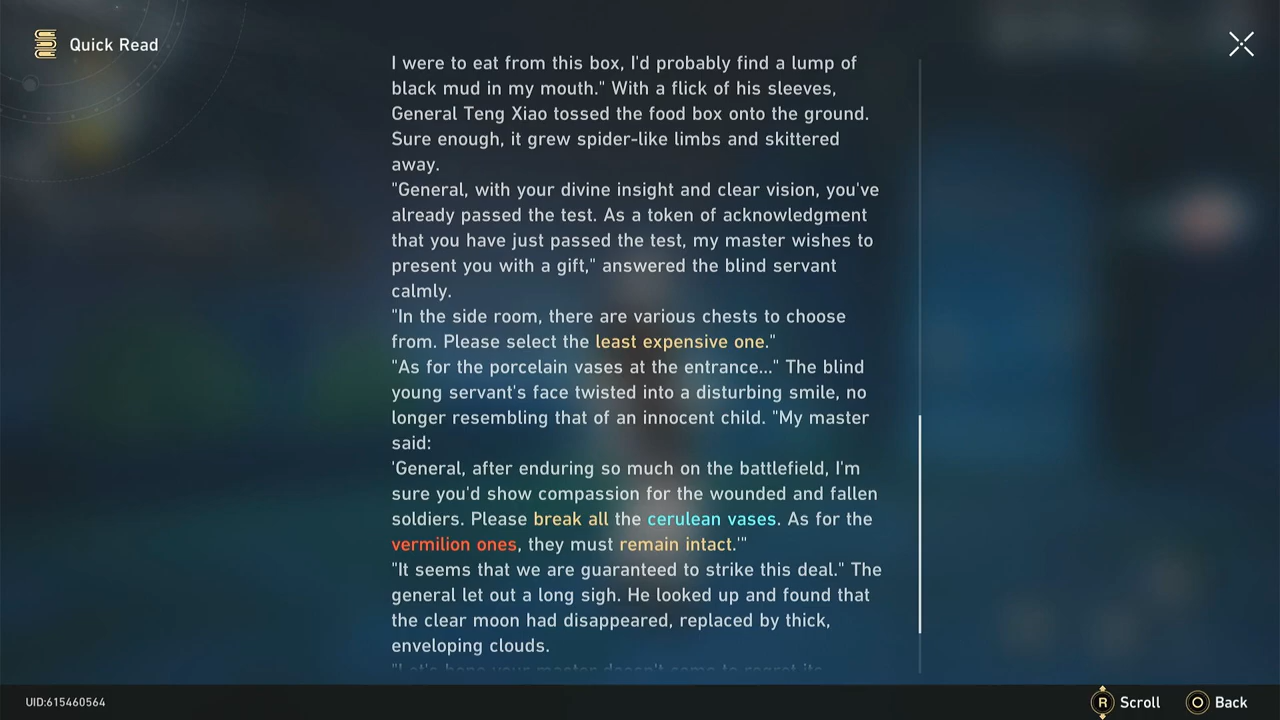 Quick Read
I were to eat from this box, I'd probably find a lump of
black mud in my mouth." With a flick of his sleeves,
General Teng Xiao tossed the food box onto the ground.
Sure enough, it grew spider-like limbs and skittered
away.
"General, with your divine insight and clear vision, you've
already passed the test. As a token of acknowledgment
that you have just passed the test, my master wishes to
present you with a gift," answered the blind servant
calmly.
"In the side room, there are various chests to choose
from. Please select the least expensive one."
"As for the porcelain vases at the entrance..." The blind
young servant's face twisted into a disturbing smile, no
longer resembling that of an innocent child. "My master
said:
'General, after enduring so much on the battlefield, I'm
sure you'd show compassion for the wounded and fallen
soldiers. Please break all the cerulean vases. As for the
vermilion ones, they must remain intact.'"
"It seems that we are guaranteed to strike this deal." The
general let out a long sigh. He looked up and found that
the clear moon had disappeared, replaced by thick,
enveloping clouds.
"Let's hope your master doesn't come to regret its
UID:615460564
R Scroll
Back